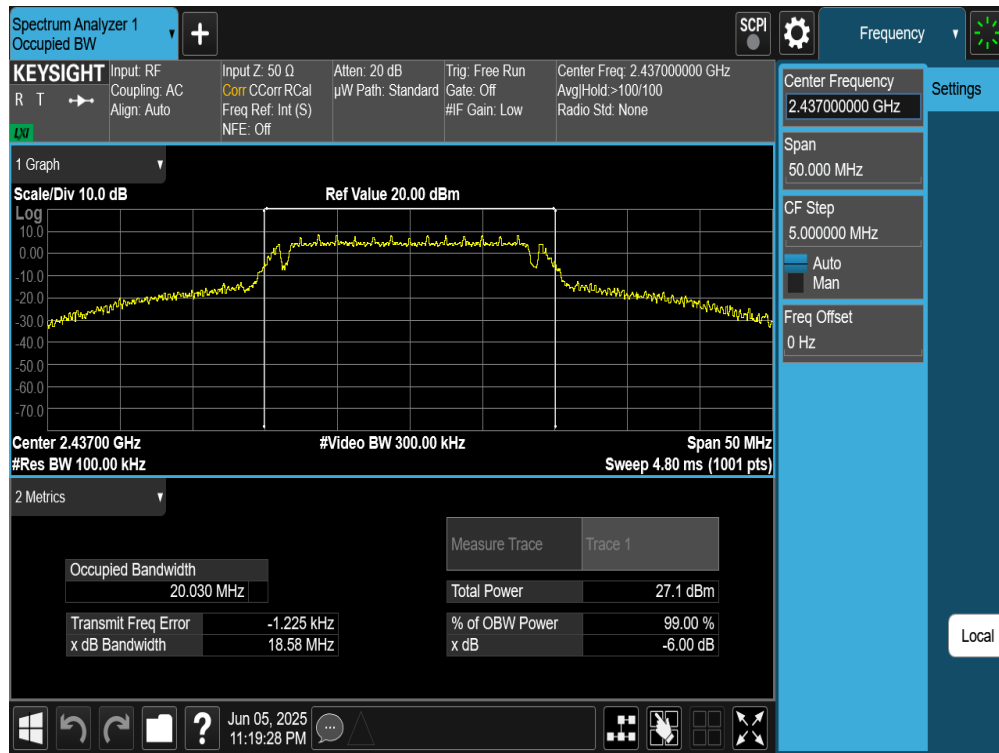 Spectrum Analyzer 1
Occupied BW
+
SCPI
Frequency
KEYSIGHT
R T
LXI
Input: RF
Coupling: AC
Align: Auto
Input Z: 50 Ω
Corr CCorr RCal
Freq Ref: Int (S)
NFE: Off
Atten: 20 dB
µW Path: Standard
Trig: Free Run
Gate: Off
#IF Gain: Low
Center Freq: 2.437000000 GHz
Avg|Hold:>100/100
Radio Std: None
Center Frequency
2.437000000 GHz
Settings
Span
50.000 MHz
CF Step
5.000000 MHz
Auto
Man
Freq Offset
0 Hz
1 Graph
Scale/Div 10.0 dB
Ref Value 20.00 dBm
Log
10.0
0.00
-10.0
-20.0
-30.0
-40.0
-50.0
-60.0
-70.0
Center 2.43700 GHz
#Video BW 300.00 kHz
Span 50 MHz
#Res BW 100.00 kHz
Sweep 4.80 ms (1001 pts)
2 Metrics
Measure Trace
Trace 1
Occupied Bandwidth
20.030 MHz
Total Power
27.1 dBm
Transmit Freq Error
-1.225 kHz
% of OBW Power
99.00 %
x dB Bandwidth
18.58 MHz
x dB
-6.00 dB
Local
?
Jun 05, 2025
11:19:28 PM